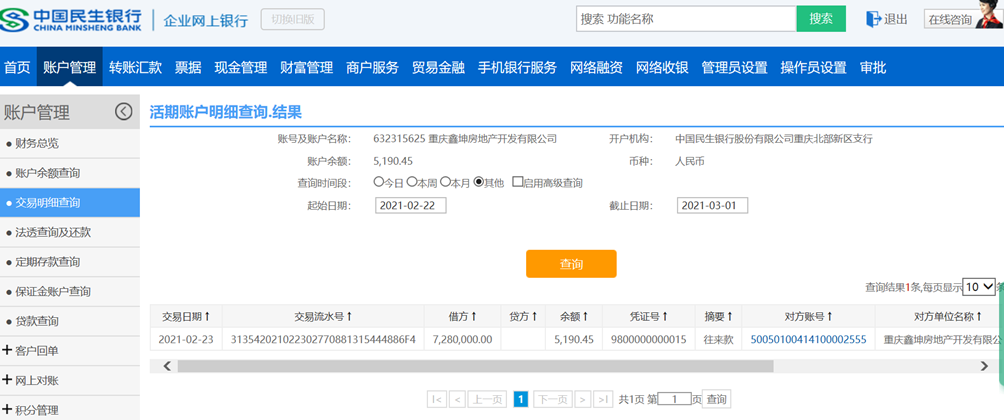 中国民生银行 企业网上银行 切换旧版 搜索 功能名称 搜索 退出 在线咨询
CHINA MINSHENG BANK
首页 账户管理 转账汇款 票据 现金管理 财富管理 商户服务 贸易金融 手机银行服务 网络融资 网络收银 管理员设置 操作员设置 审批
账户管理
财务总览
账户余额查询
交易明细查询
法透查询及还款
定期存款查询
保证金账户查询
贷款查询
客户回单
网上对账
积分管理
活期账户明细查询.结果
账号及账户名称： 632315625 重庆鑫坤房地产开发有限公司 开户机构： 中国民生银行股份有限公司重庆北部新区支行
账户余额： 5,190.45 币种： 人民币
查询时间段： 今日 本周 本月 其他 启用高级查询
起始日期： 2021-02-22 截止日期： 2021-03-01
查询
查询结果1条,每页显示 10
交易日期↑ 交易流水号↑ 借方↑ 贷方↑ 余额↑ 凭证号↑ 摘要↑ 对方账号↑ 对方单位名称↑
2021-02-23 31354202102230277088131544486F4 7,280,000.00 5,190.45 9800000000015 往来款 50050100414100002555 重庆鑫坤房地产开发有限公
|< < 上一页 1 下一页 > >| 共1页 第 1 页 查询